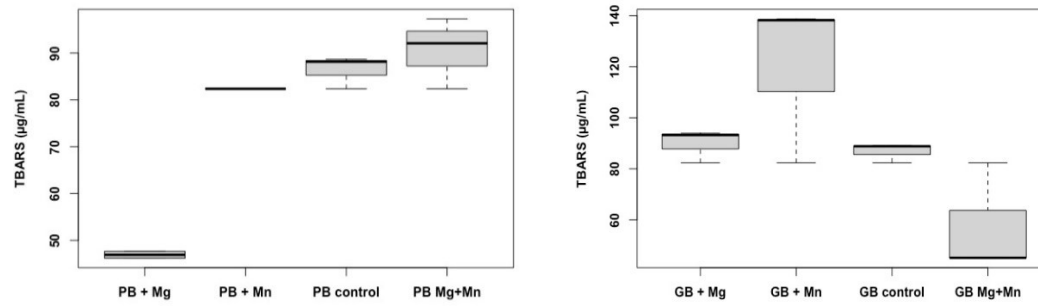 TBARS (µg/mL)
90
80
70
60
50
PB + Mg
PB + Mn
PB control
PB Mg+Mn
TBARS (µg/mL)
140
120
100
80
60
GB + Mg
GB + Mn
GB control
GB Mg+Mn